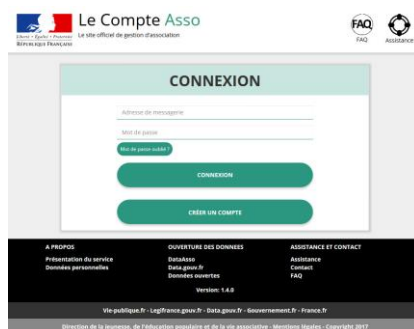 Le Compte Asso
Le site officiel de gestion d'association
Liberté • Égalité • Fraternité
RÉPUBLIQUE FRANÇAISE
FAQ
FAQ
Assistance
CONNEXION
Adresse de messagerie
Mot de passe
Mot de passe oublié ?
CONNEXION
CRÉER UN COMPTE
A PROPOS
Présentation du service
Données personnelles
OUVERTURE DES DONNEES
DataAsso
Data.gouv.fr
Données ouvertes
ASSISTANCE ET CONTACT
Assistance
Contact
FAQ
Version: 1.4.0
Vie-publique.fr - Legifrance.gouv.fr - Data.gouv.fr - Gouvernement.fr - France.fr
Direction de la jeunesse, de l'éducation populaire et de la vie associative - Mentions légales - Copyright 2017